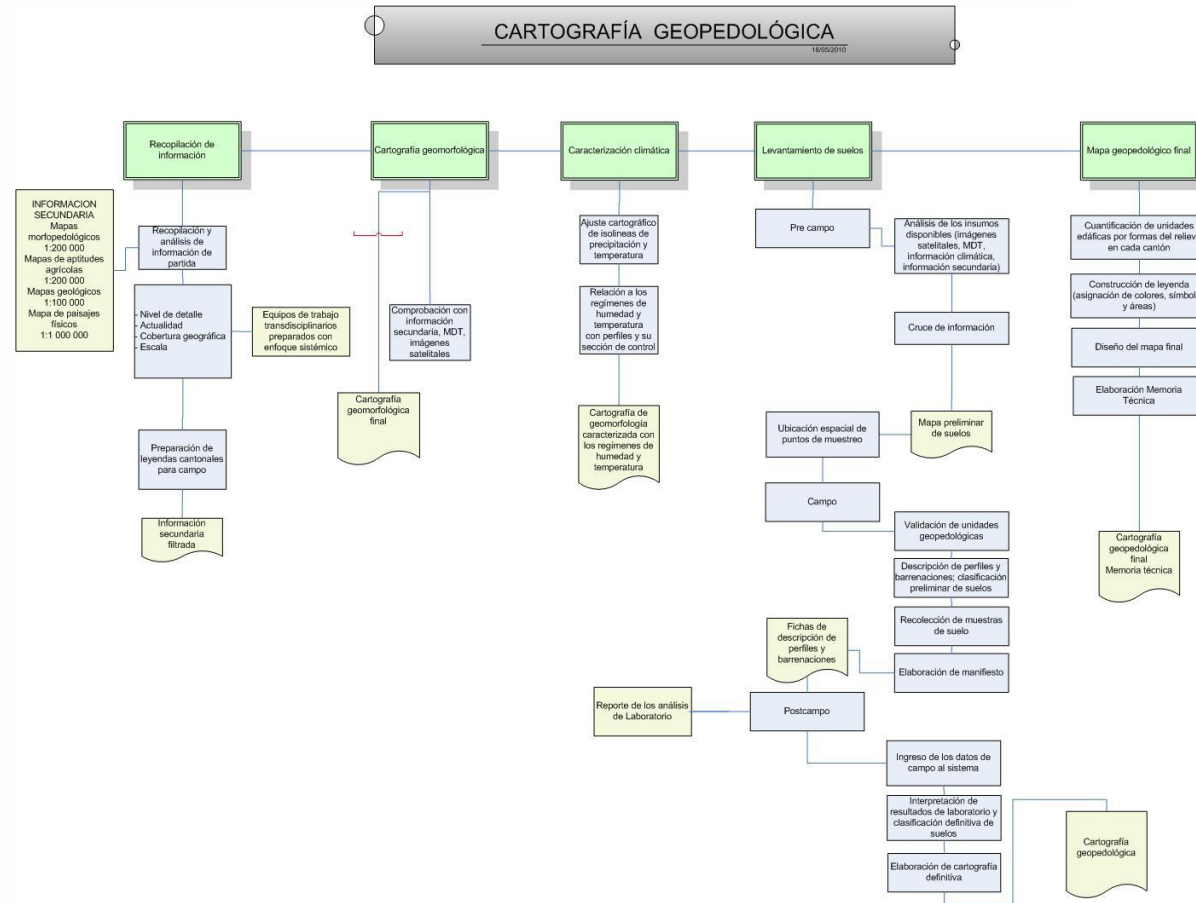 CARTOGRAFÍA GEOPEDOLÓGICA
18/05/2010
Recopilación de
información
Cartografía geomorfológica
Caracterización climática
Levantamiento de suelos
Mapa geopedológico final
INFORMACION
SECUNDARIA
Mapas
morfopedológicos
1:200 000
Mapas de aptitudes
agrícolas
1:200 000
Mapas geológicos
1:100 000
Mapa de paisajes
físicos
1:1 000 000
Recopilación y
análisis de
información de
partida
- Nivel de detalle
- Actualidad
- Cobertura geográfica
- Escala
Equipos de trabajo
transdisciplinarios
preparados con
enfoque sistémico
Preparación de
leyendas cantonales
para campo
Información
secundaria
filtrada
Comprobación con
información
secundaria, MDT,
imágenes
satelitales
Cartografía
geomorfológica
final
Ajuste cartográfico
de isolineas de
precipitación y
temperatura
Relación a los
regímenes de
humedad y
temperatura
con perfiles y su
sección de control
Cartografía de
geomorfología
caracterizada con
los regímenes de
humedad y
temperatura
Pre campo
Análisis de los insumos
disponibles (imágenes
satelitales, MDT,
información climática,
información secundaria)
Cruce de información
Mapa preliminar
de suelos
Ubicación espacial de
puntos de muestreo
Campo
Validación de unidades
geopedológicas
Descripción de perfiles y
barrenaciones; clasificación
preliminar de suelos
Recolección de muestras
de suelo
Elaboración de manifiesto
Fichas de
descripción de
perfiles y
barrenaciones
Reporte de los análisis
de Laboratorio
Postcampo
Ingreso de los datos de
campo al sistema
Interpretación de
resultados de laboratorio y
clasificación definitiva de
suelos
Elaboración de cartografía
definitiva
Cartografía
geopedológica
Cuantificación de unidades
edáficas por formas del reliev
en cada cantón
Construcción de leyenda
(asignación de colores, símbol
y áreas)
Diseño del mapa final
Elaboración Memoria
Técnica
Cartografía
geopedológica
final
Memoria técnica